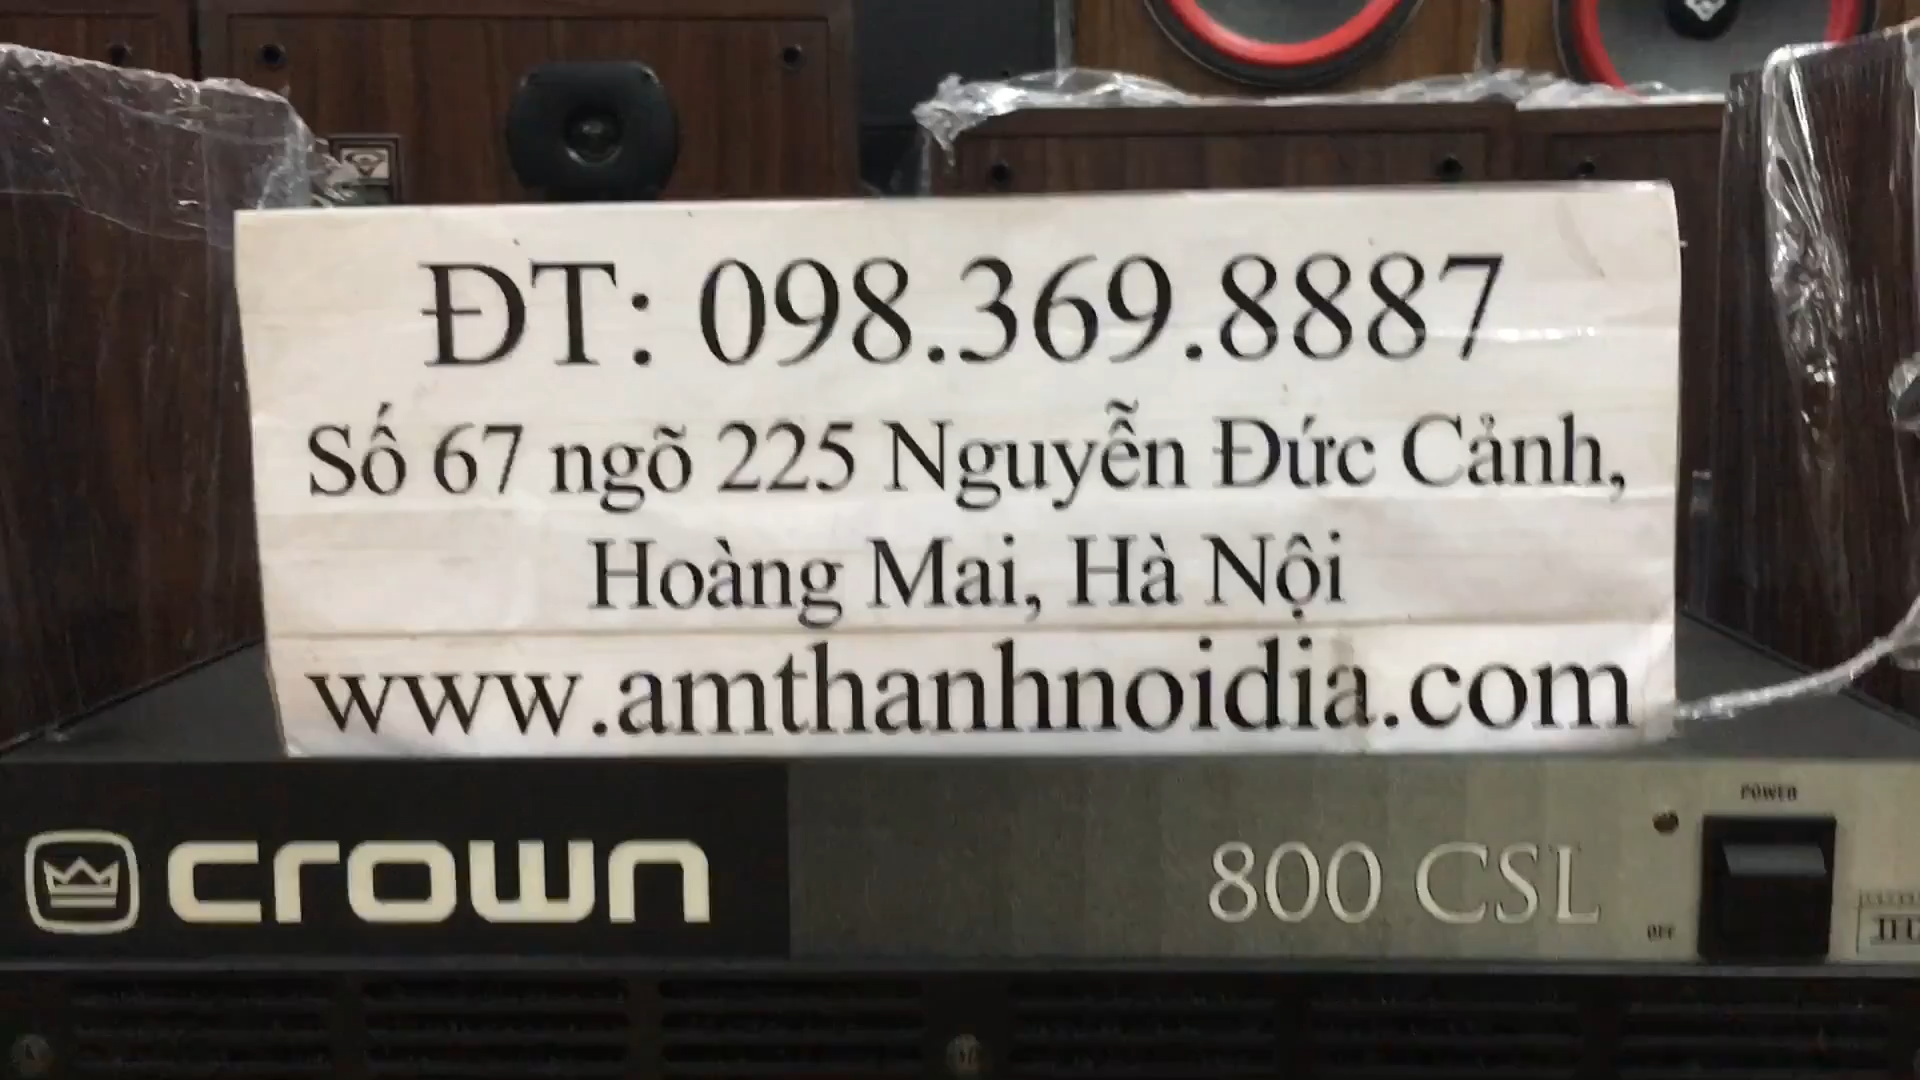 ĐT: 098.369.8887
Số 67 ngõ 225 Nguyễn Đức Cảnh,
Hoàng Mai, Hà Nội
www.amthanhnoidia.com
crown
800 CSL
POWER
OFF